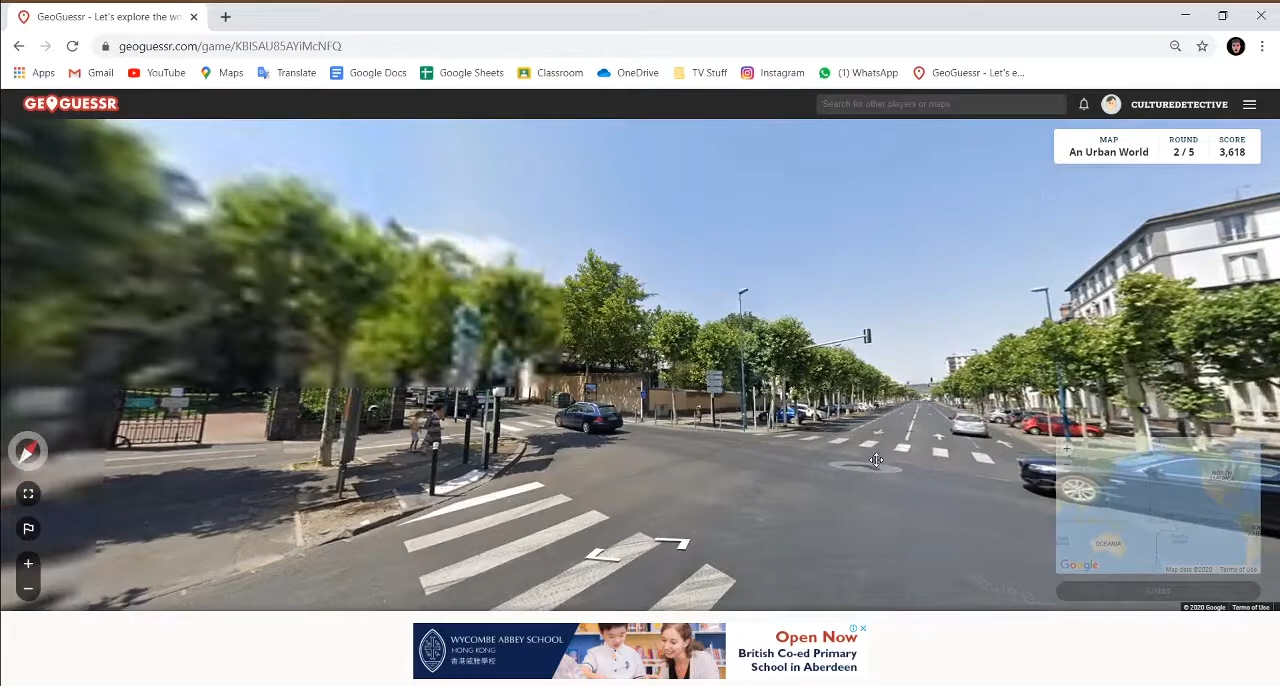 GeoGuessr - Let's explore the wo
geoguessr.com/game/KBlSAU85AYiMcNFQ
Apps Gmail YouTube Maps Translate Google Docs Google Sheets Classroom OneDrive TV Stuff Instagram (1) WhatsApp GeoGuessr - Let's e...
GEOGUESSR Search for other players or maps CULTUREDETECTIVE
MAP ROUND SCORE
An Urban World 2 / 5 3,618
OCEANIA
Google Map data ©2020 Terms of Use
GUESS
© 2020 Google Terms of Use
WYCOMBE ABBEY SCHOOL
HONG KONG
香港威雅學校
Open Now
British Co-ed Primary
School in Aberdeen